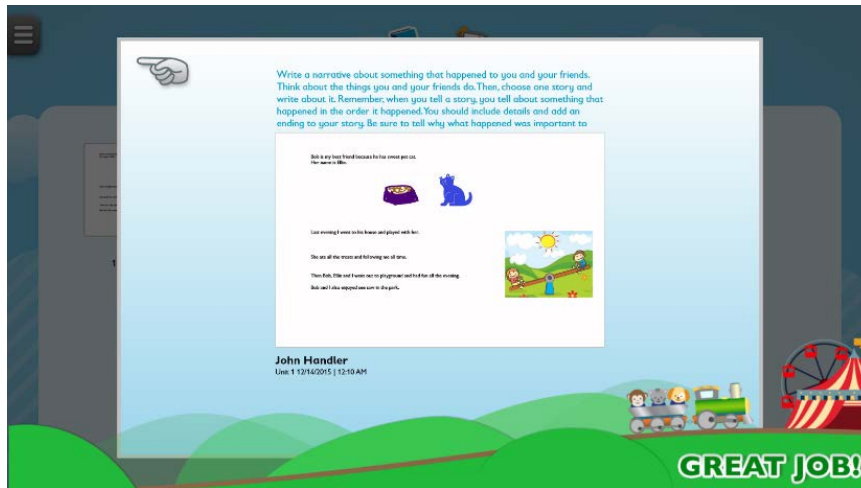 Write a narrative about something that happened to you and your friends.
Think about the things you and your friends do. Then, choose one story and
write about it. Remember, when you tell a story, you tell about something that
happened in the order it happened. You should include details and add an
ending to your story. Be sure to tell why what happened was important to
Bob is my best friend because he has sweet pet cat.
Her name is Ellie.
Last evening I went to his house and played with her.
She ate all the treats and following me all time.
Then Bob, Ellie and I went out to playground and had fun all the evening.
Bob and I also enjoyed see saw in the park.
1
John Handler
Unit 1 12/14/2015 | 12:10 AM
GREAT JOB!